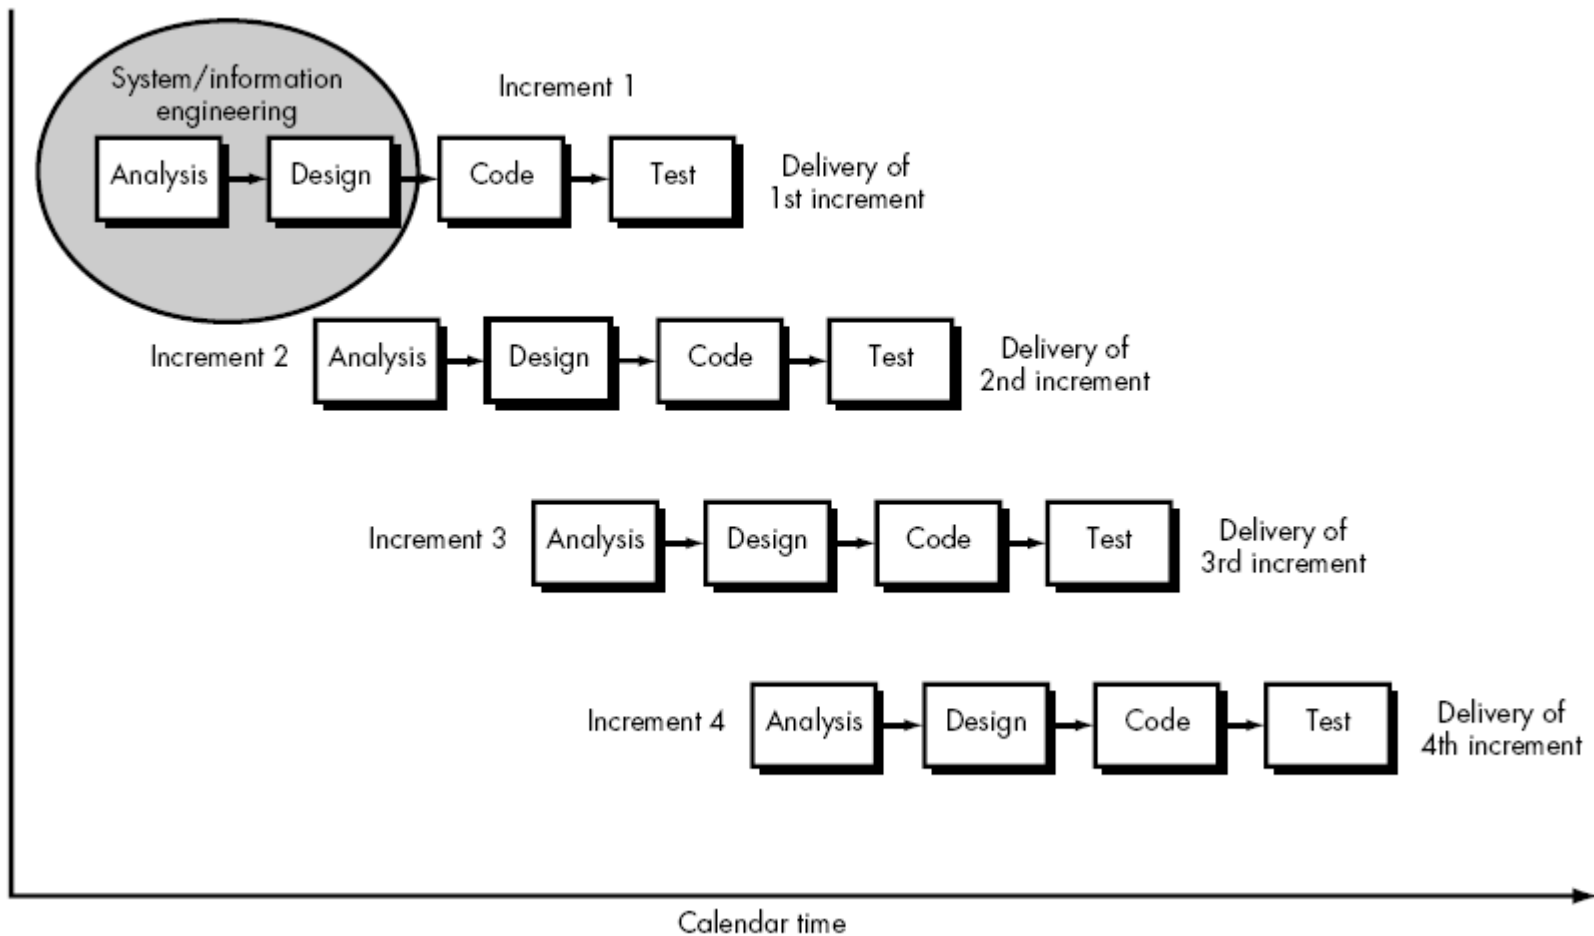 System/information
engineering
Increment 1
Analysis
Design
Code
Test
Delivery of
1st increment
Increment 2
Analysis
Design
Code
Test
Delivery of
2nd increment
Increment 3
Analysis
Design
Code
Test
Delivery of
3rd increment
Increment 4
Analysis
Design
Code
Test
Delivery of
4th increment
Calendar time